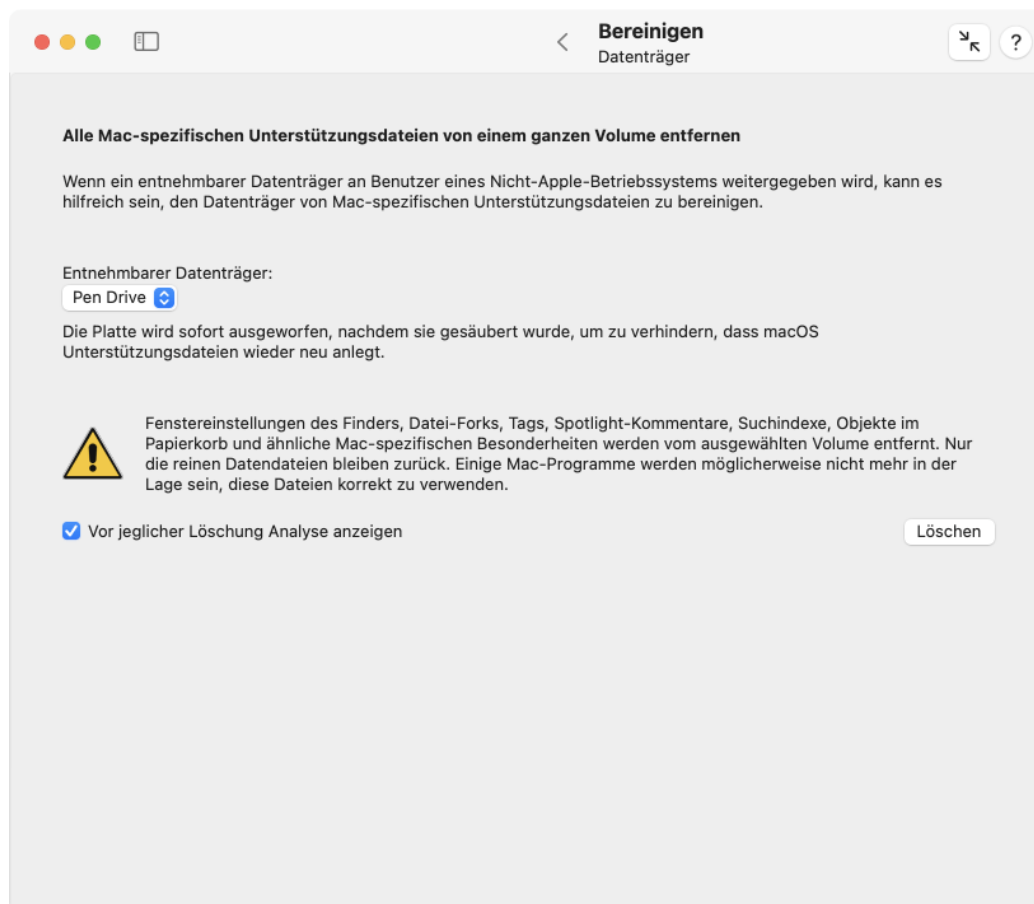 Bereinigen
Datenträger
?
Alle Mac-spezifischen Unterstützungsdateien von einem ganzen Volume entfernen
Wenn ein entnehmbarer Datenträger an Benutzer eines Nicht-Apple-Betriebssystems weitergegeben wird, kann es
hilfreich sein, den Datenträger von Mac-spezifischen Unterstützungsdateien zu bereinigen.
Entnehmbarer Datenträger:
Pen Drive
Die Platte wird sofort ausgeworfen, nachdem sie gesäubert wurde, um zu verhindern, dass macOS
Unterstützungsdateien wieder neu anlegt.
Fenstereinstellungen des Finders, Datei-Forks, Tags, Spotlight-Kommentare, Suchindexe, Objekte im
Papierkorb und ähnliche Mac-spezifischen Besonderheiten werden vom ausgewählten Volume entfernt. Nur
die reinen Datendateien bleiben zurück. Einige Mac-Programme werden möglicherweise nicht mehr in der
Lage sein, diese Dateien korrekt zu verwenden.
Vor jeglicher Löschung Analyse anzeigen
Löschen